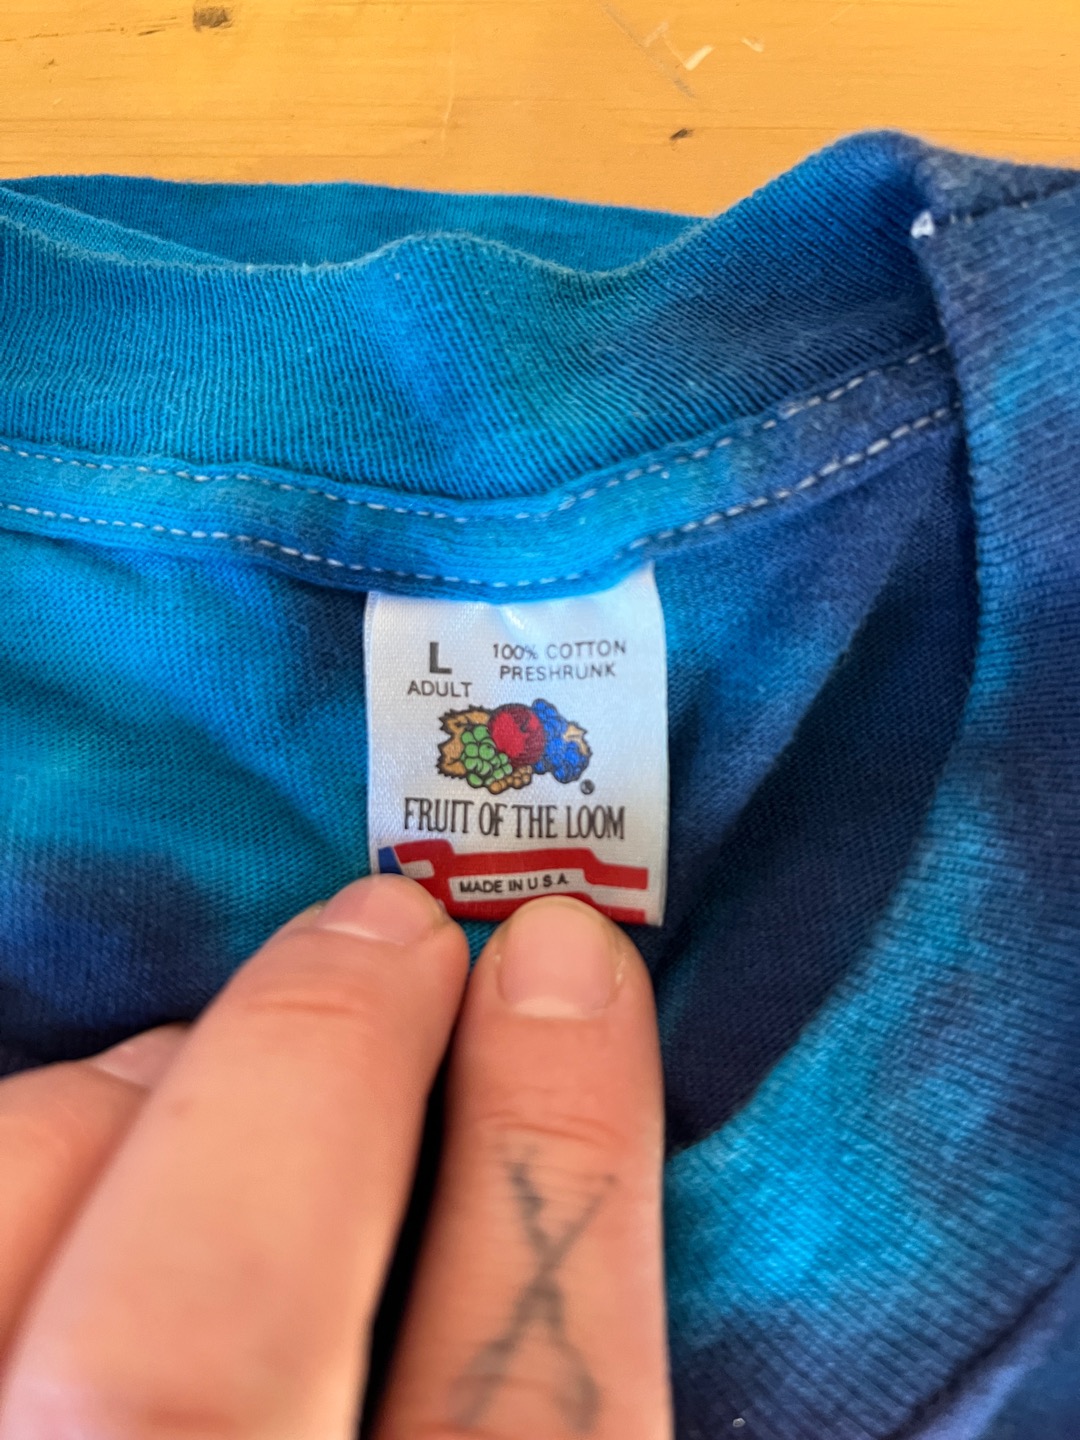 L
ADULT
100% COTTON
PRESHRUNK
®
FRUIT OF THE LOOM
MADE IN U S A